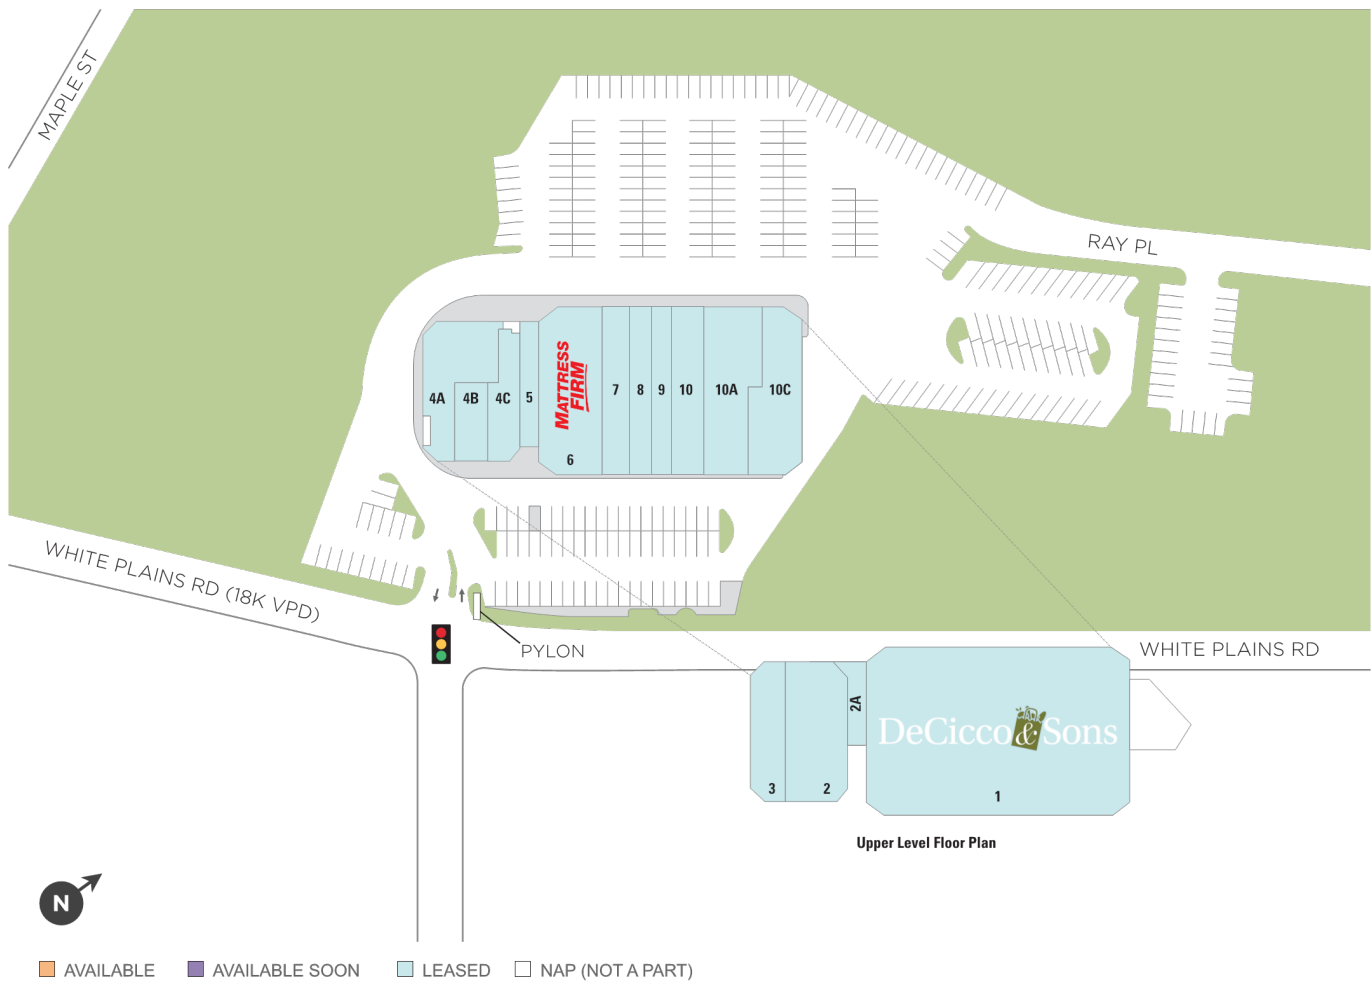 MAPLE ST
RAY PL
MATTRESS
FIRM
4A
4B
4C
5
6
7
8
9
10
10A
10C
WHITE PLAINS RD (18K VPD)
PYLON
WHITE PLAINS RD
2A
DeCicco & Sons
3
2
1
Upper Level Floor Plan
N
AVAILABLE
AVAILABLE SOON
LEASED
NAP (NOT A PART)